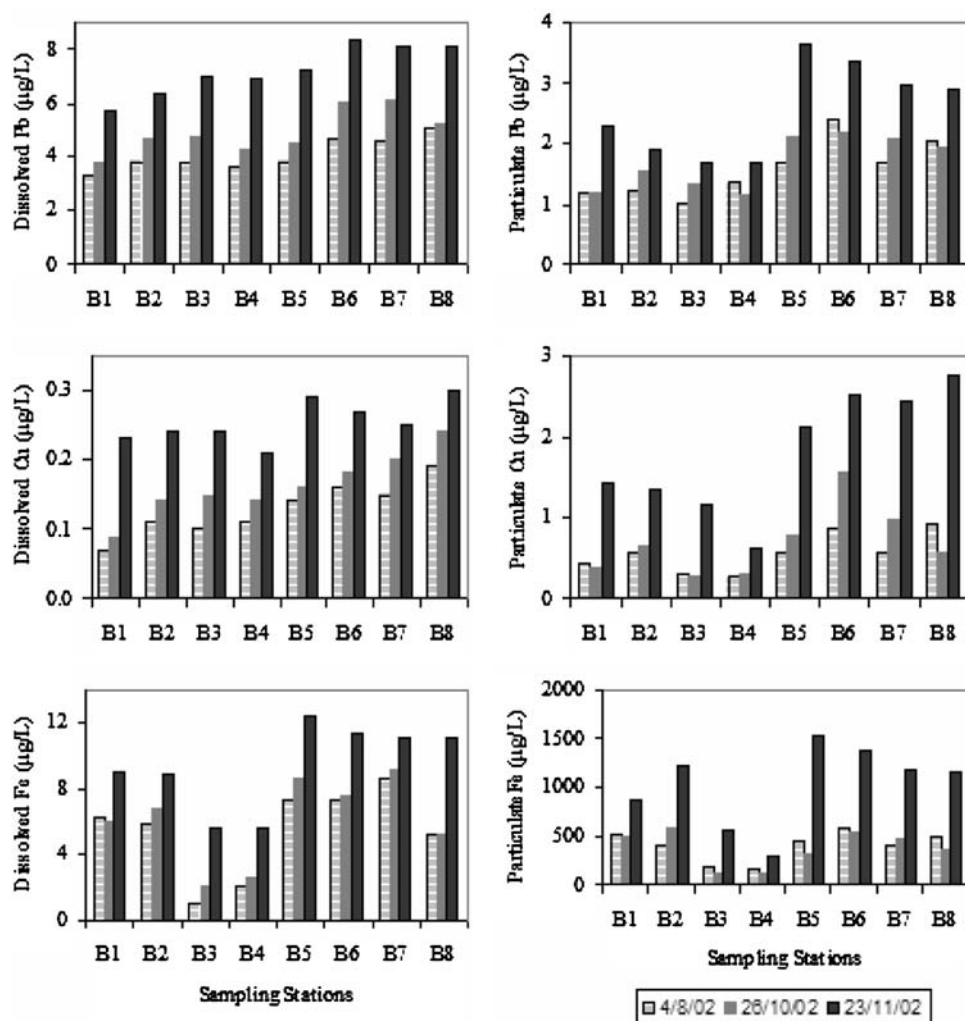 Dissolved Pb (µg/L)
8
6
4
2
0
B1 B2 B3 B4 B5 B6 B7 B8
Particulate Pb (µg/L)
4
3
2
1
0
B1 B2 B3 B4 B5 B6 B7 B8
Dissolved Cu (µg/L)
0.3
0.2
0.1
0.0
B1 B2 B3 B4 B5 B6 B7 B8
Particulate Cu (µg/L)
3
2
1
0
B1 B2 B3 B4 B5 B6 B7 B8
Dissolved Fe (µg/L)
12
8
4
0
B1 B2 B3 B4 B5 B6 B7 B8
Sampling Stations
Particulate Fe (µg/L)
2000
1500
1000
500
0
B1 B2 B3 B4 B5 B6 B7 B8
Sampling Stations
4/8/02 26/10/02 23/11/02